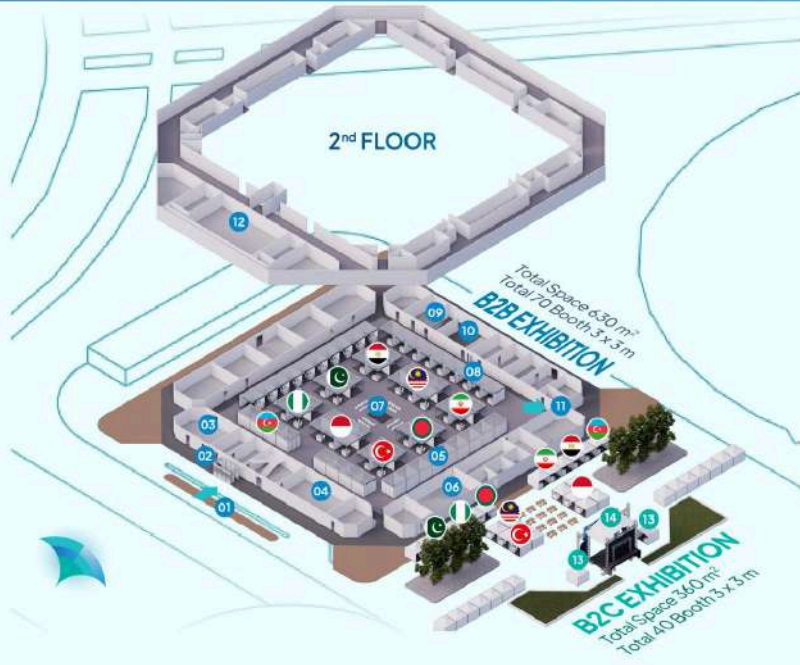 2nd FLOOR
12
Total Space 630 m²
Total 70 Booth 3 x 3 m
B2B EXHIBITION
09
10
08
07
11
03
02
05
06
04
01
14
13
13
B2C EXHIBITION
Total Space 360 m²
Total 40 Booth 3 x 3 m